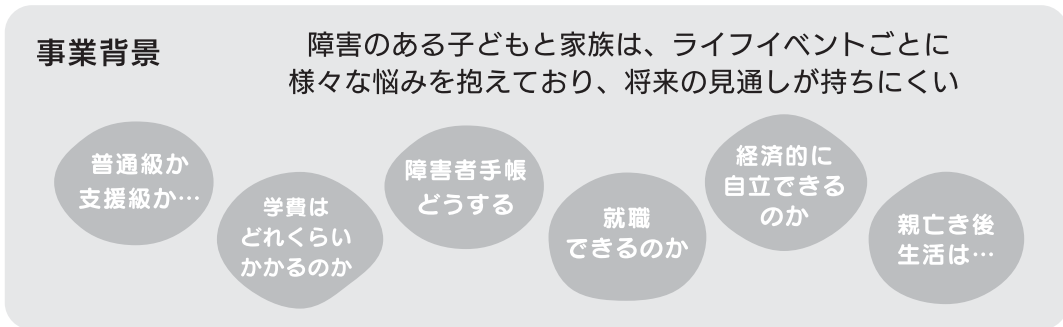 事業背景
障害のある子どもと家族は、ライフイベントごとに
様々な悩みを抱えており、将来の見通しが持ちにくい
普通級か
支援級か…
学費は
どれくらい
かかるのか
障害者手帳
どうする
就職
できるのか
経済的に
自立できる
のか
親亡き後
生活は…